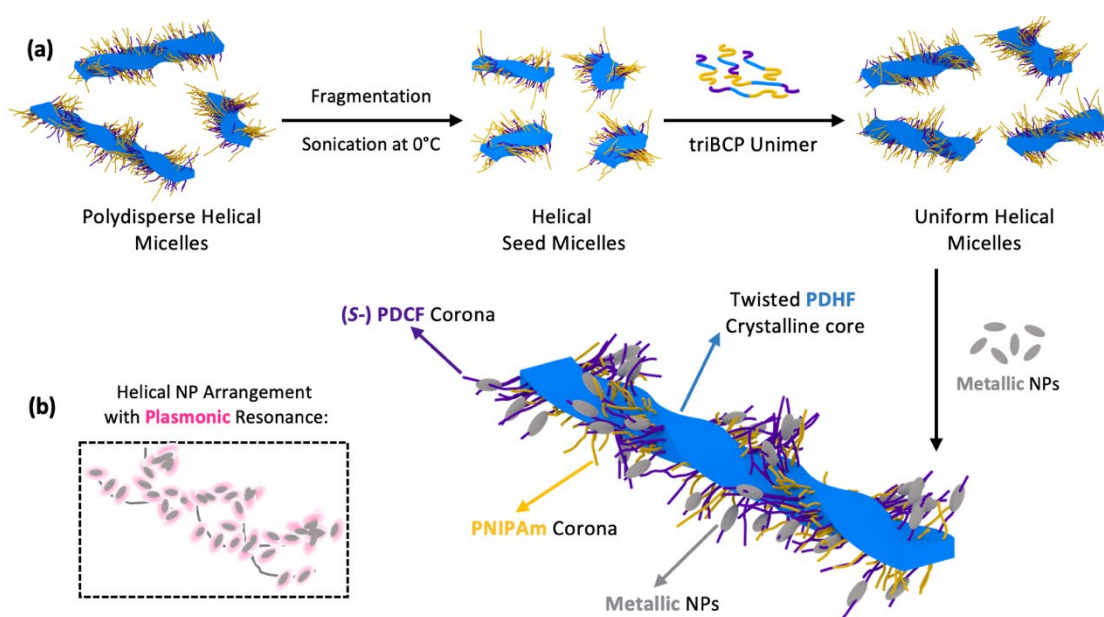 (a)
Fragmentation
Sonication at 0°C
triBCP Unimer
Polydisperse Helical
Micelles
Helical
Seed Micelles
Uniform Helical
Micelles
(S-) PDCF Corona
Twisted PDHF
Crystalline core
Metallic NPs
(b)
Helical NP Arrangement
with Plasmonic Resonance:
PNIPAm Corona
Metallic NPs